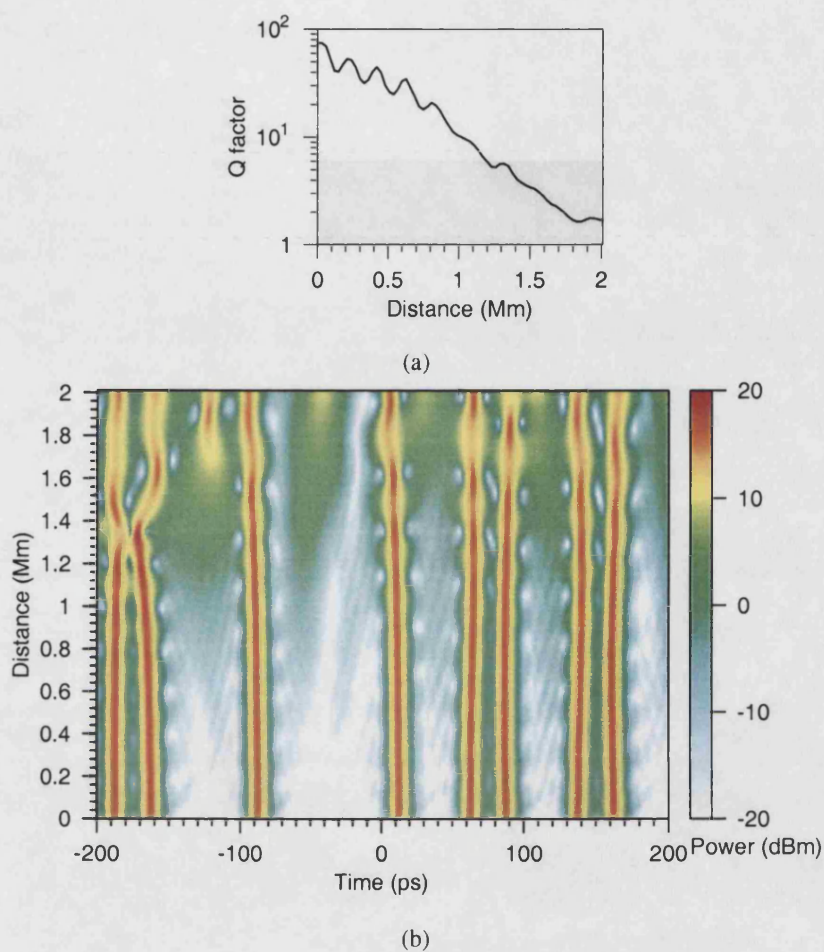 10²
10¹
1
Q factor
0 0.5 1 1.5 2
Distance (Mm)
(a)
2
1.8
1.6
1.4
1.2
1
0.8
0.6
0.4
0.2
0
Distance (Mm)
-200 -100 0 100 200
Time (ps)
20
10
0
-10
-20
Power (dBm)
(b)